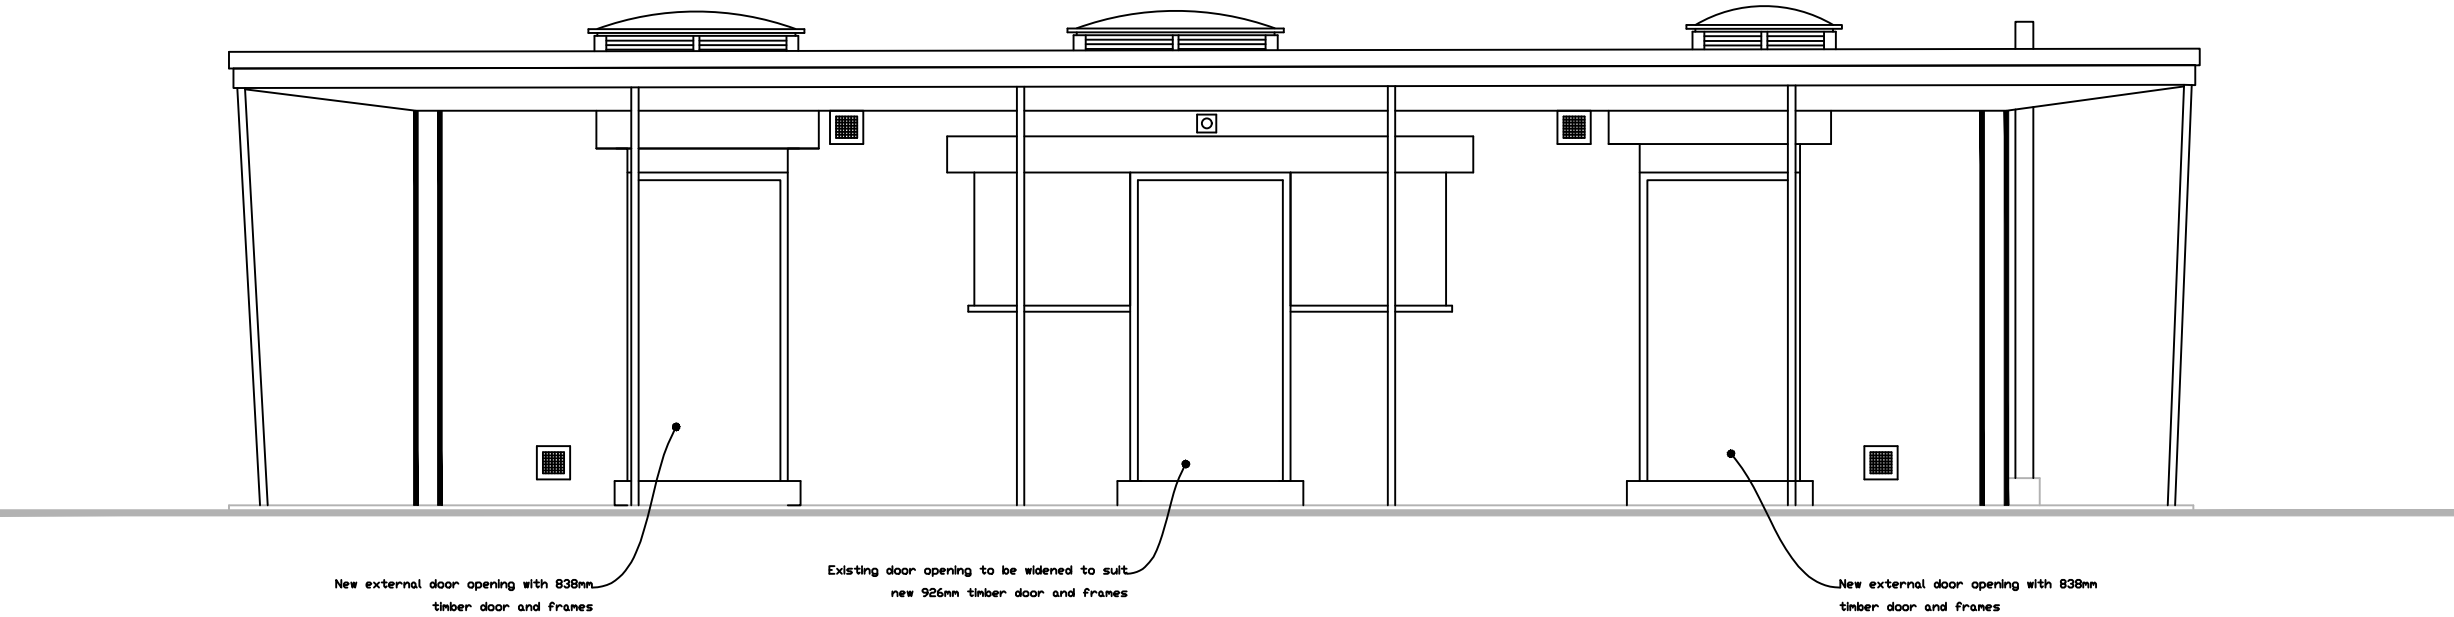 New external door opening with 838mm
timber door and frames
Existing door opening to be widened to suit
new 926mm timber door and frames
New external door opening with 838mm
timber door and frames